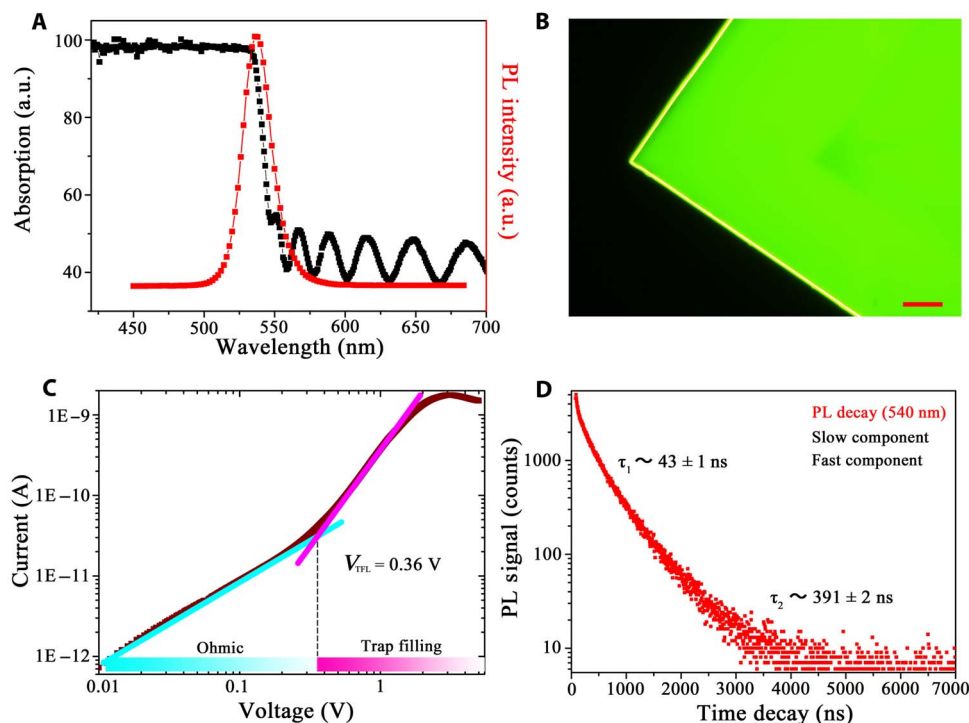 A
100
80
60
40
Absorption (a.u.)
PL intensity (a.u.)
450 500 550 600 650 700
Wavelength (nm)
B
C
1E-9
1E-10
1E-11
1E-12
Current (A)
V_TFL = 0.36 V
Ohmic
Trap filling
0.01 0.1 1
Voltage (V)
D
1000
100
10
PL signal (counts)
PL decay (540 nm)
Slow component
Fast component
τ₁ ~ 43 ± 1 ns
τ₂ ~ 391 ± 2 ns
0 1000 2000 3000 4000 5000 6000 7000
Time decay (ns)